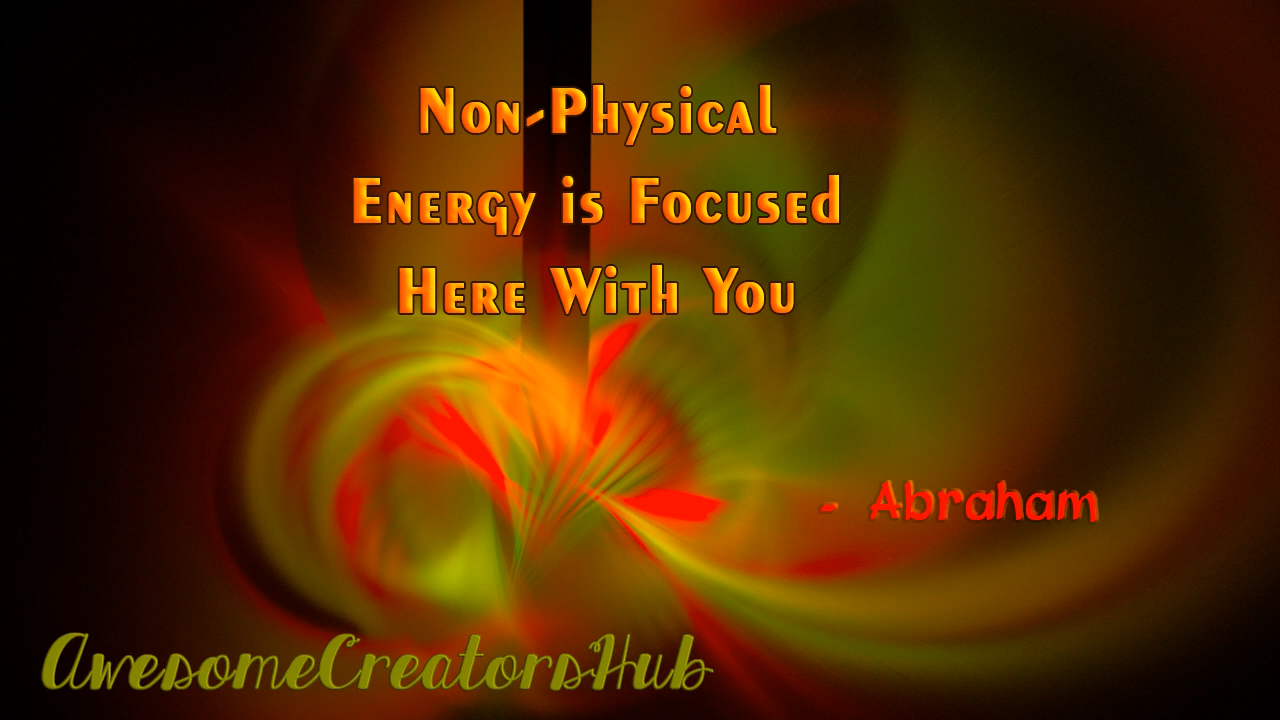 Non-Physical
Energy is Focused
Here With You
- Abraham
AwesomeCreatorsHub